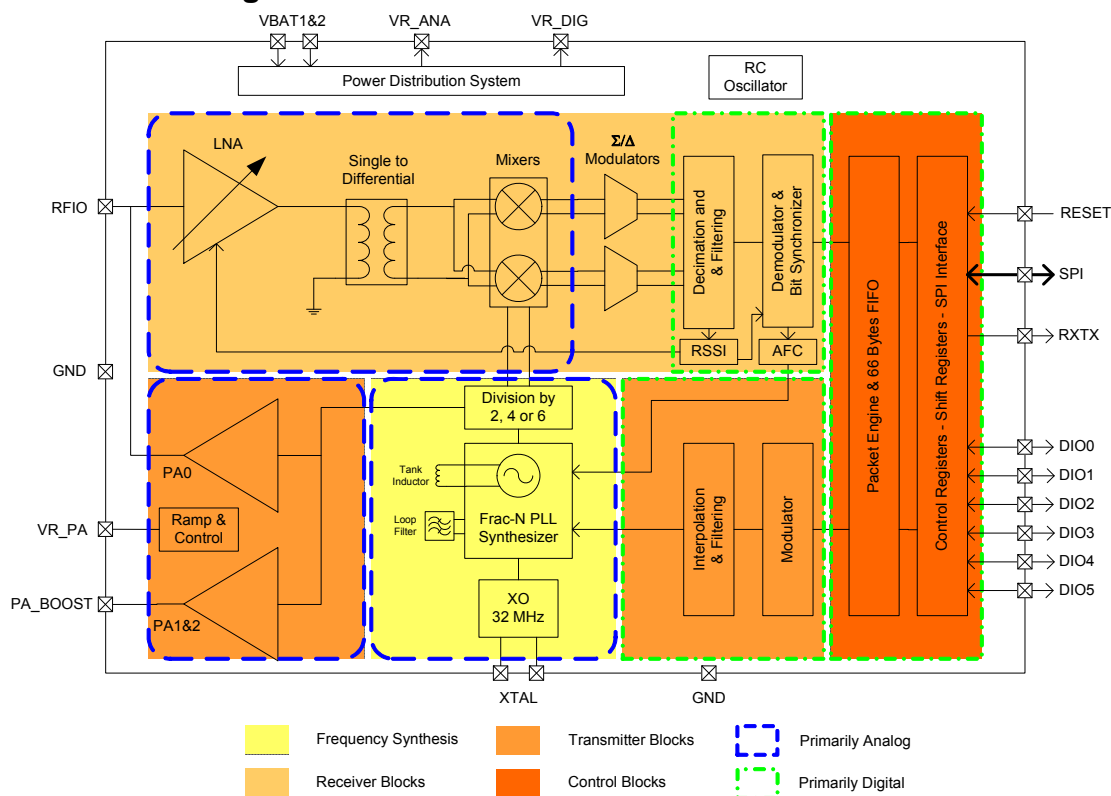 VBAT1&2
VR_ANA
VR_DIG
Power Distribution System
RC
Oscillator
LNA
Single to
Differential
Mixers
Σ/Δ
Modulators
Decimation and
& Filtering
Demodulator &
Bit Synchronizer
RSSI
AFC
Packet Engine & 66 Bytes FIFO
Control Registers - Shift Registers - SPI Interface
RFIO
GND
RESET
SPI
RXTX
Division by
2, 4 or 6
PA0
Tank
Inductor
Loop
Filter
Frac-N PLL
Synthesizer
Interpolation
& Filtering
Modulator
VR_PA
Ramp &
Control
PA_BOOST
PA1&2
XO
32 MHz
DIO0
DIO1
DIO2
DIO3
DIO4
DIO5
XTAL
GND
Frequency Synthesis
Transmitter Blocks
Primarily Analog
Receiver Blocks
Control Blocks
Primarily Digital